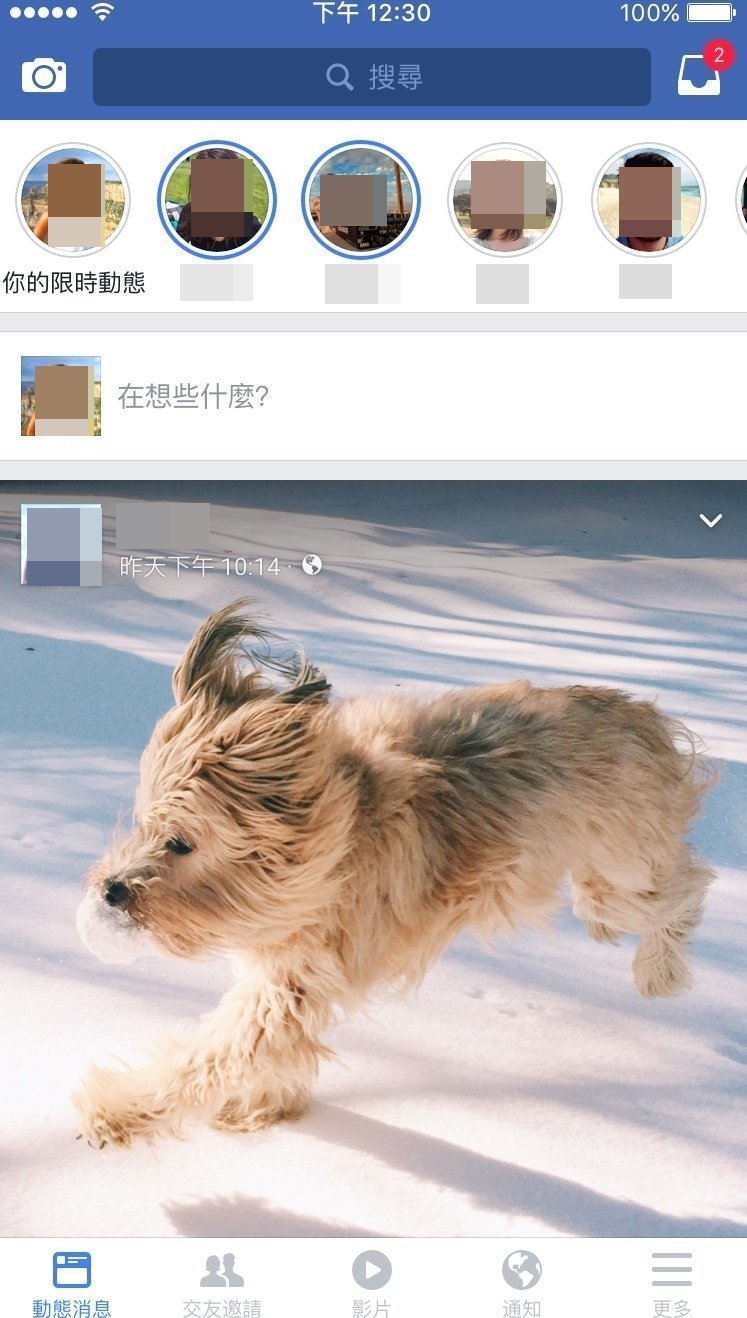 下午 12:30
100%
搜尋
2
你的限時動態
在想些什麼?
昨天下午 10:14 ·
動態消息
交友邀請
影片
通知
更多